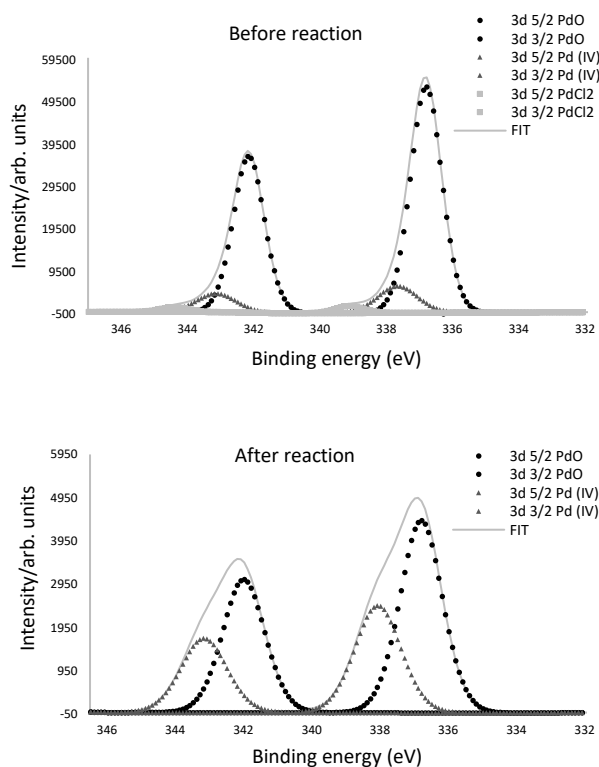 Before reaction
3d 5/2 PdO
3d 3/2 PdO
3d 5/2 Pd (IV)
3d 3/2 Pd (IV)
3d 5/2 PdCl2
3d 3/2 PdCl2
FIT
59500
49500
39500
29500
19500
9500
-500
Intensity/arb. units
346 344 342 340 338 336 334 332
Binding energy (eV)
After reaction
3d 5/2 PdO
3d 3/2 PdO
3d 5/2 Pd (IV)
3d 3/2 Pd (IV)
FIT
5950
4950
3950
2950
1950
950
-50
Intensity/arb. units
346 344 342 340 338 336 334 332
Binding energy (eV)